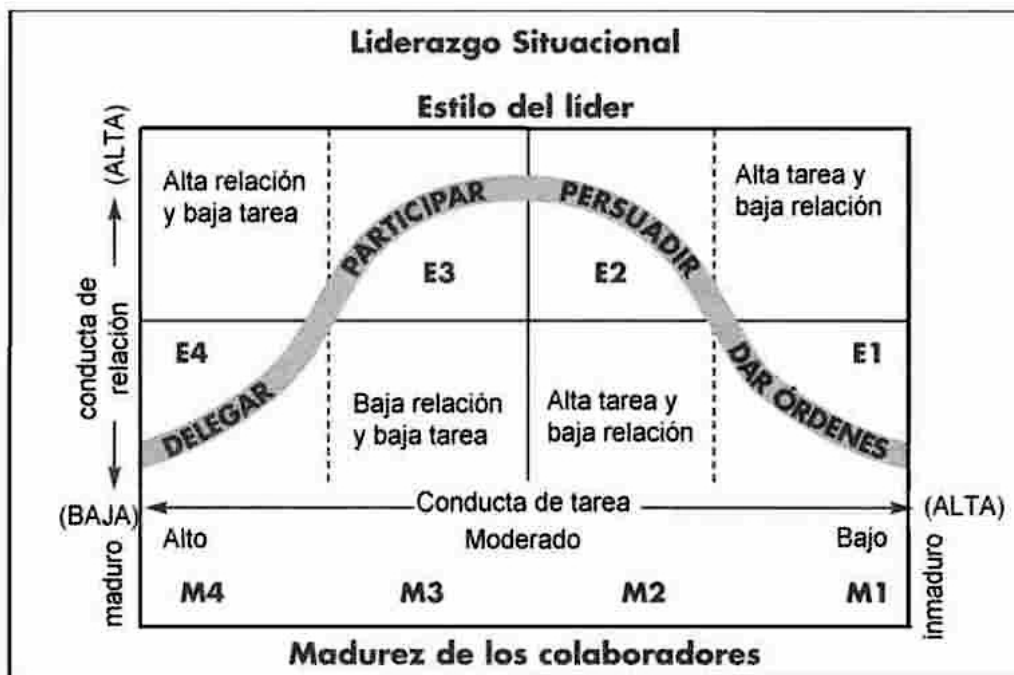 Liderazgo Situacional
Estilo del líder
(ALTA)
conducta de
relación
(BAJA)
Alta relación
y baja tarea
Alta tarea y
baja relación
PARTICIPAR
PERSUADIR
E3
E2
E4
E1
DELEGAR
DAR ÓRDENES
Baja relación
y baja tarea
Alta tarea y
baja relación
Conducta de tarea
(ALTA)
maduro
Alto
Moderado
Bajo
inmaduro
M4
M3
M2
M1
Madurez de los colaboradores